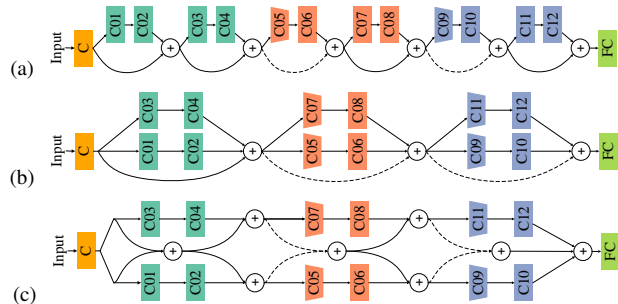 Input C C01 C02 + C03 C04 + C05 C06 + C07 C08 + C09 C10 + C11 C12 + FC
(a)
C03 C04 C07 C08 C11 C12
Input C C01 C02 + C05 C06 + C09 C10 + FC
(b)
C03 C04 + C07 C08 + C11 C12
Input C + + + + FC
C01 C02 + C05 C06 + C09 C10
(c)